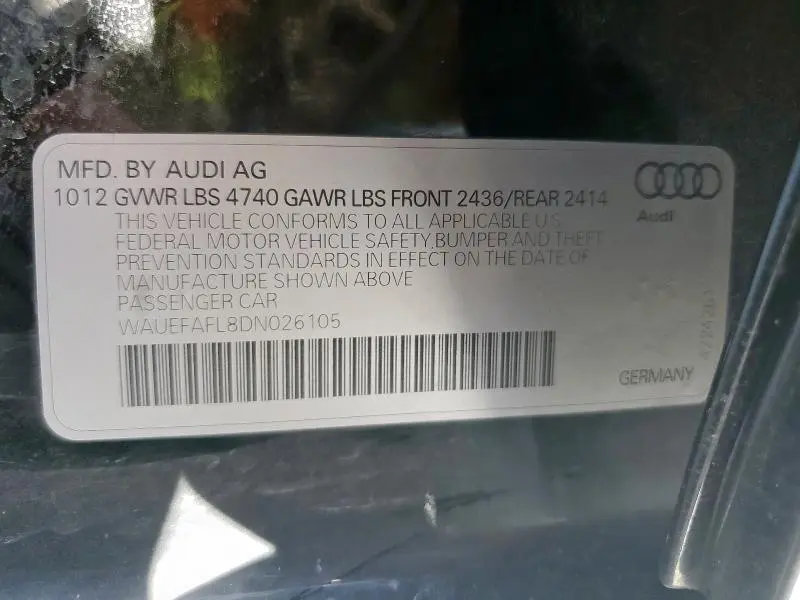 MFD. BY AUDI AG
1012 GVWR LBS 4740 GAWR LBS FRONT 2436/REAR 2414
THIS VEHICLE CONFORMS TO ALL APPLICABLE U.S.
FEDERAL MOTOR VEHICLE SAFETY,BUMPER AND THEFT
PREVENTION STANDARDS IN EFFECT ON THE DATE OF
MANUFACTURE SHOWN ABOVE
PASSENGER CAR
WAUEFAFL8DN026105
Audi
GERMANY